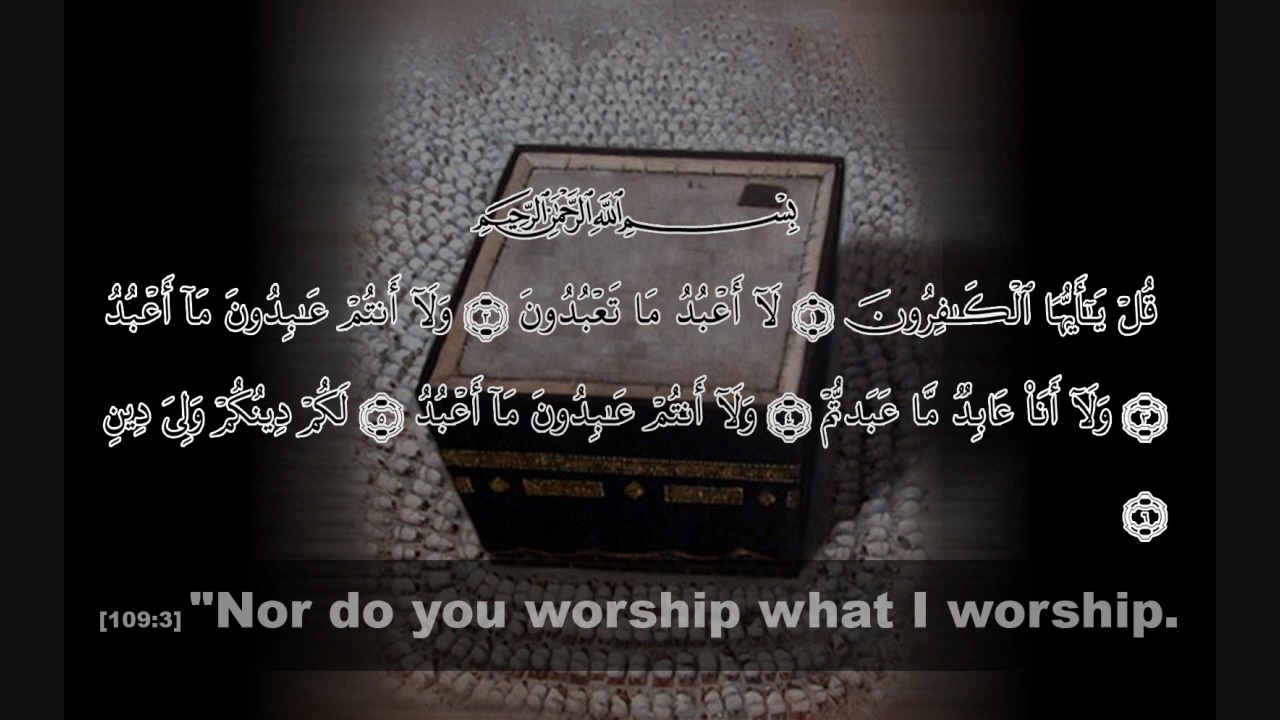 بِسْمِ ٱللَّهِ ٱلرَّحْمَٰنِ ٱلرَّحِيمِ
قُلْ يَٰٓأَيُّهَا ٱلْكَٰفِرُونَ ١ لَآ أَعْبُدُ مَا تَعْبُدُونَ ٢ وَلَآ أَنتُمْ عَٰبِدُونَ مَآ أَعْبُدُ
٣ وَلَآ أَنَا۠ عَابِدٌ مَّا عَبَدتُّمْ ٤ وَلَآ أَنتُمْ عَٰبِدُونَ مَآ أَعْبُدُ ٥ لَكُمْ دِينُكُمْ وَلِىَ دِينِ
٦
[109:3] "Nor do you worship what I worship.